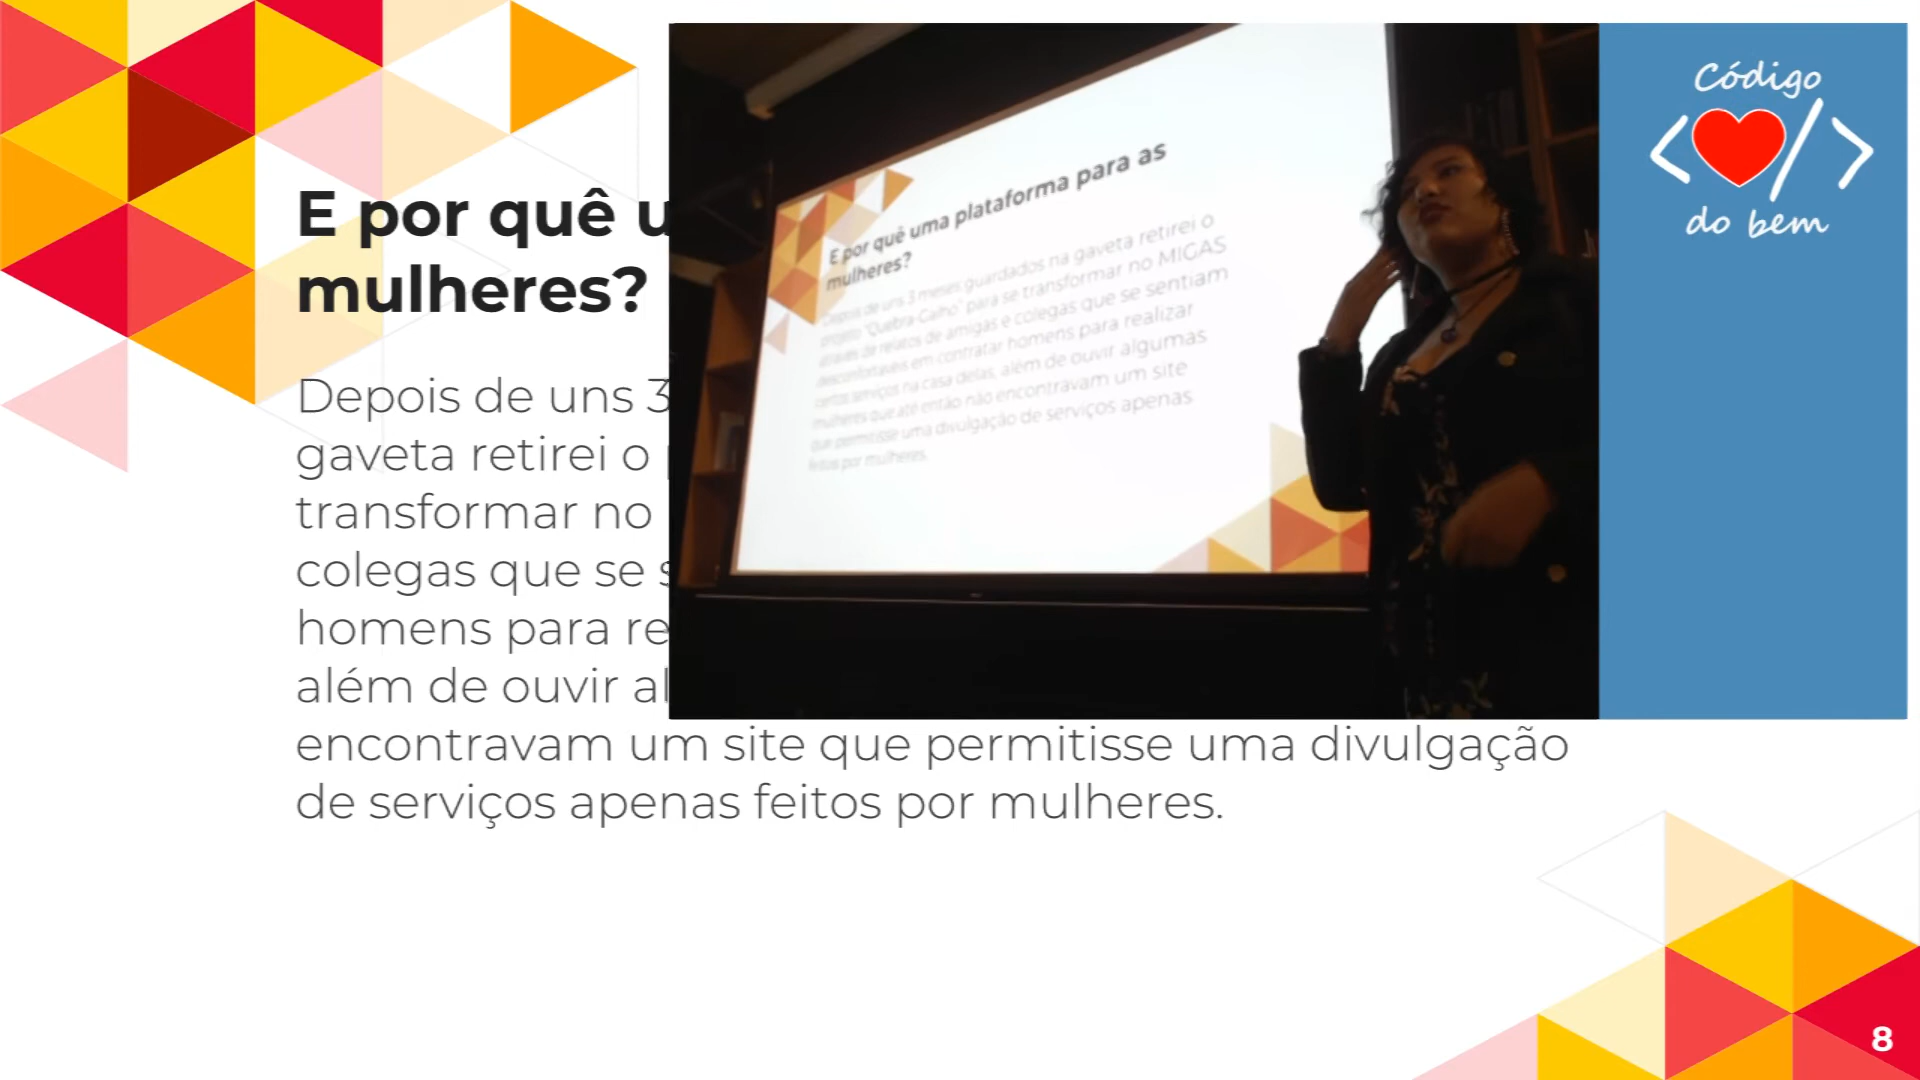 E por quê u
mulheres?
Depois de uns 3
gaveta retirei o
transformar no
colegas que se s
homens para re
além de ouvir al
encontravam um site que permitisse uma divulgação
de serviços apenas feitos por mulheres.
E por quê uma plataforma para as
mulheres?
Depois de uns 3 meses guardados na gaveta retirei o
projeto "Quebra-Galho" para se transformar no MIGAS
através de relatos de amigas e colegas que se sentiam
desconfortáveis em contratar homens para realizar
certos serviços na casa delas, além de ouvir algumas
mulheres que até então não encontravam um site
que permitisse uma divulgação de serviços apenas
feitos por mulheres.
Código
do bem
8